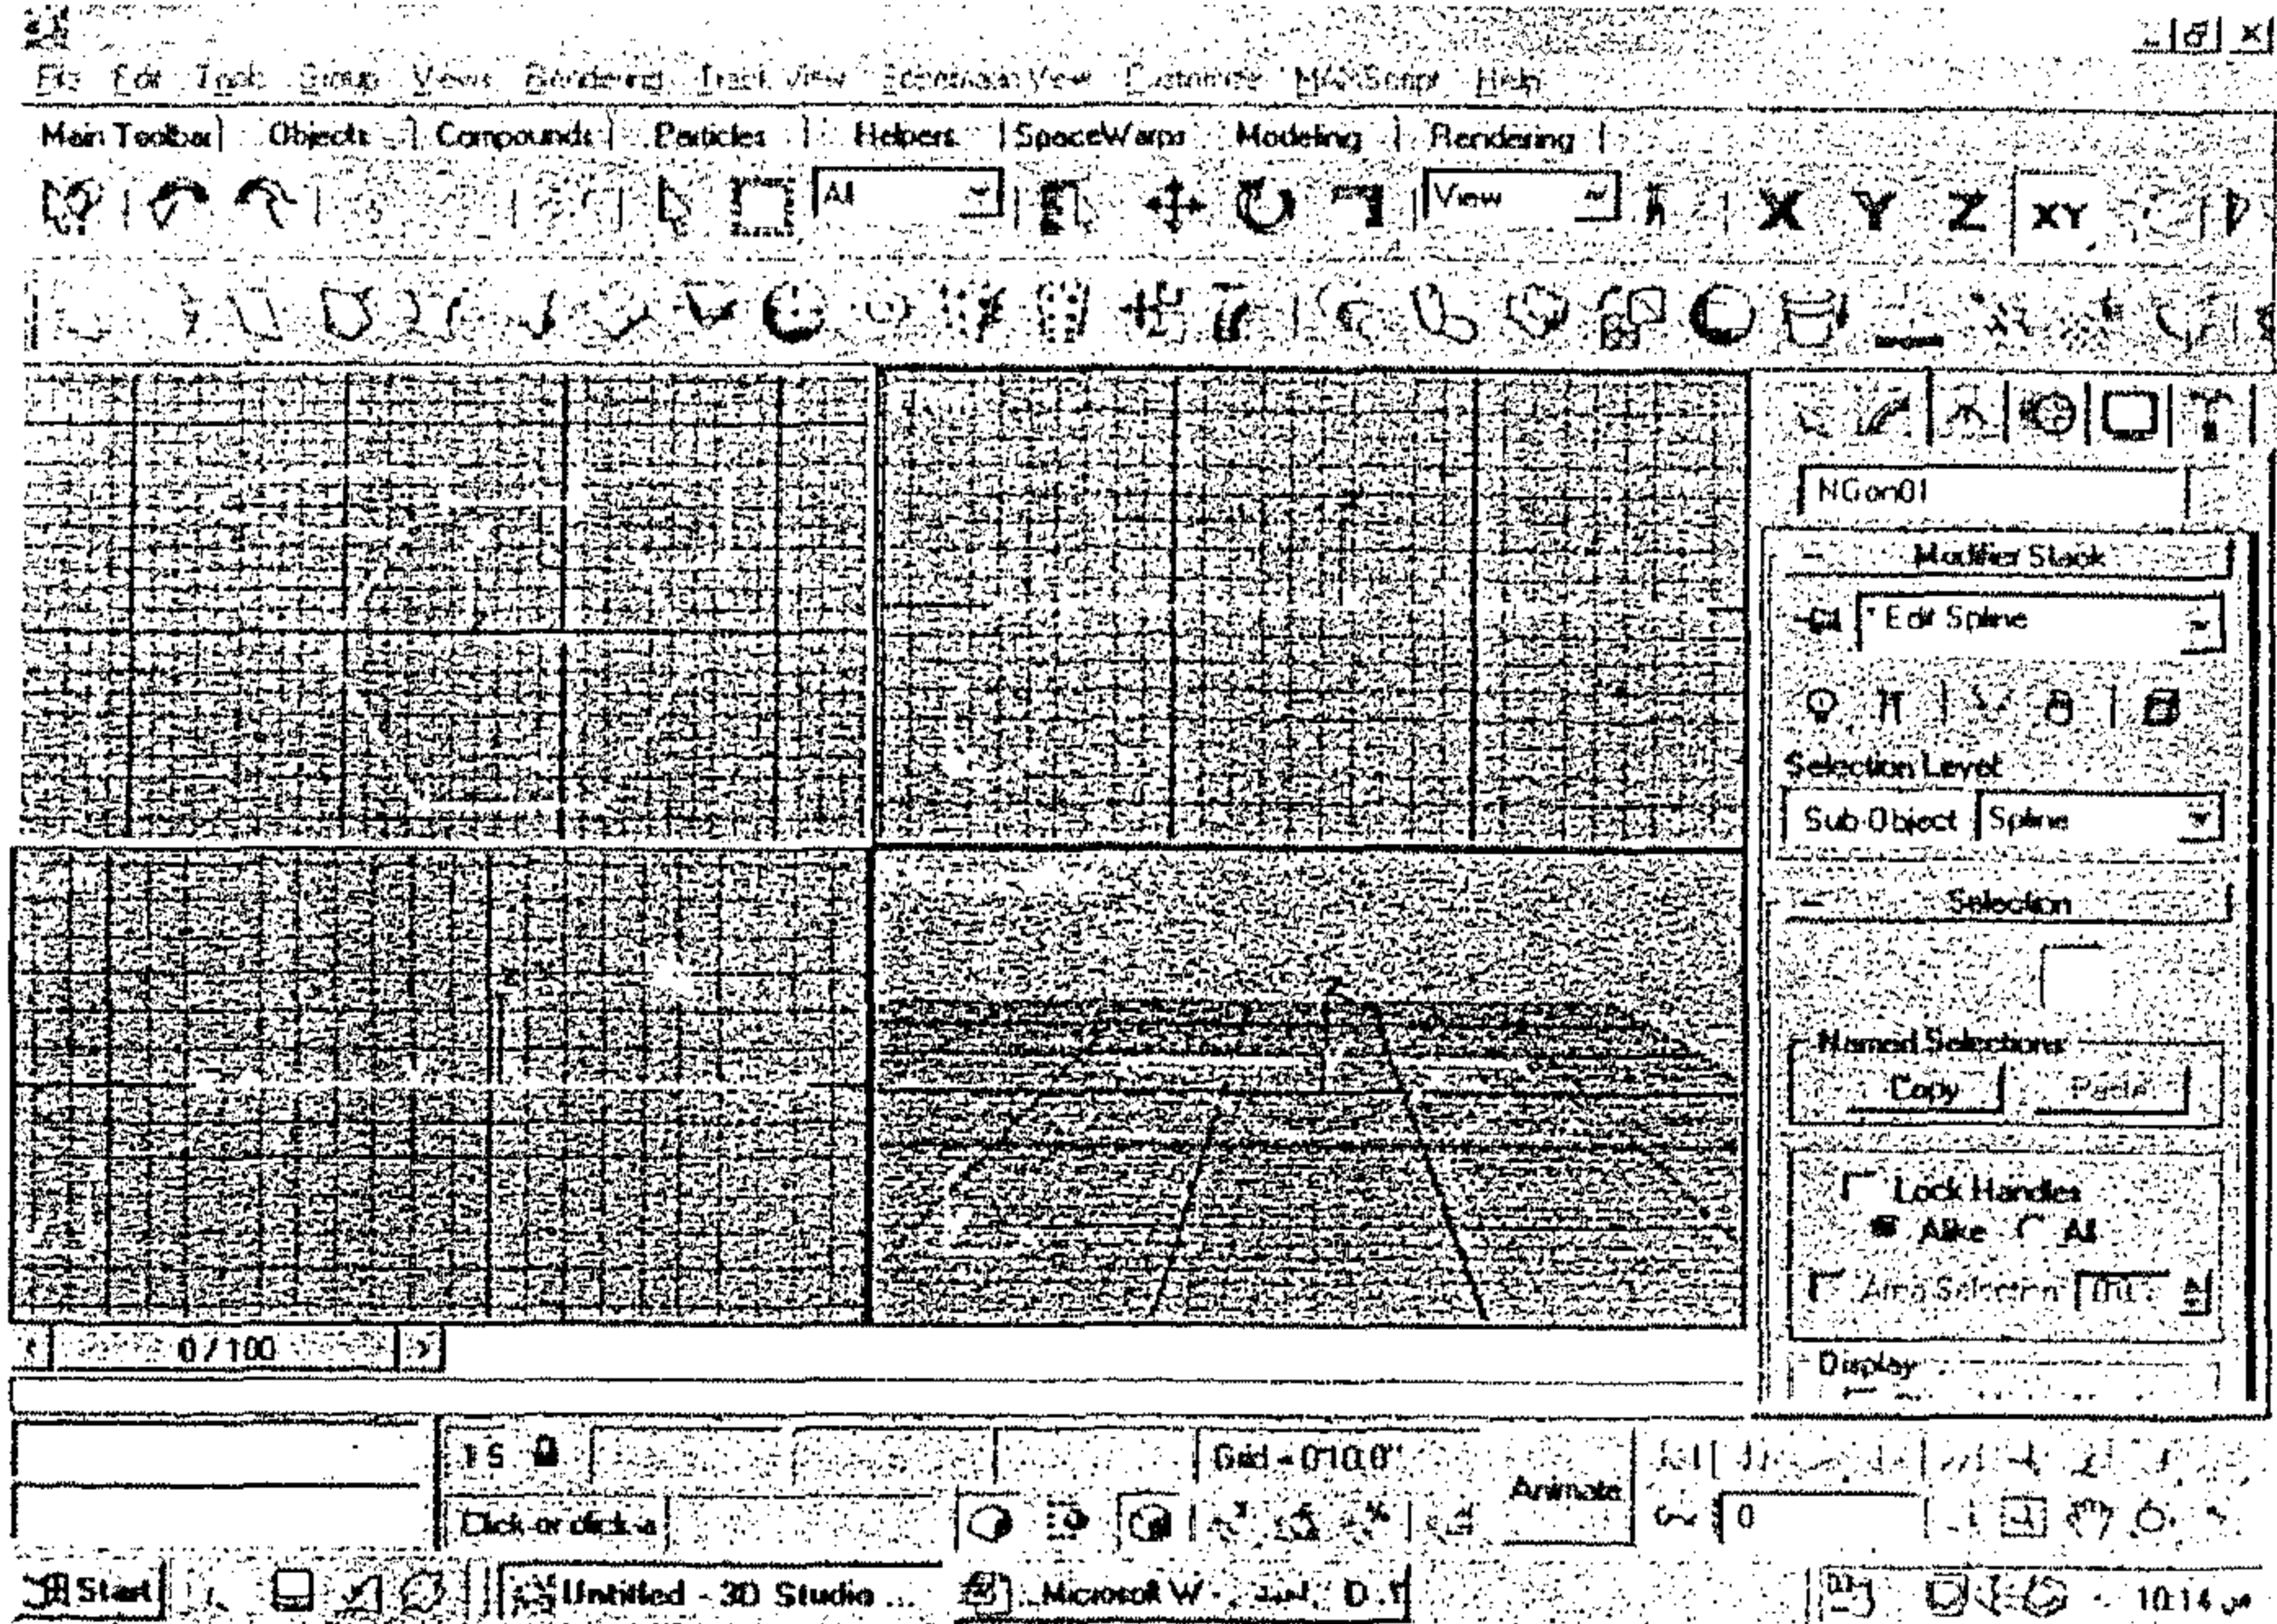 File Edit Tools Group Views Rendering Track View Schematic View Customize MAXScript Help
Main Toolbar Objects Compounds Particles Helpers SpaceWarps Modeling Rendering
All View X Y Z XY
NGon01
Modifier Stack
Edit Spline
Selection Level
Sub-Object Spline
Selection
Named Selections
Copy Paste
Lock Handles
Alike All
Area Selection
0 / 100
Display
Grid = 0'10.0"
Animate
Click or click-a
0
Start Untitled - 3D Studio ... Microsoft W - 10:14 ص